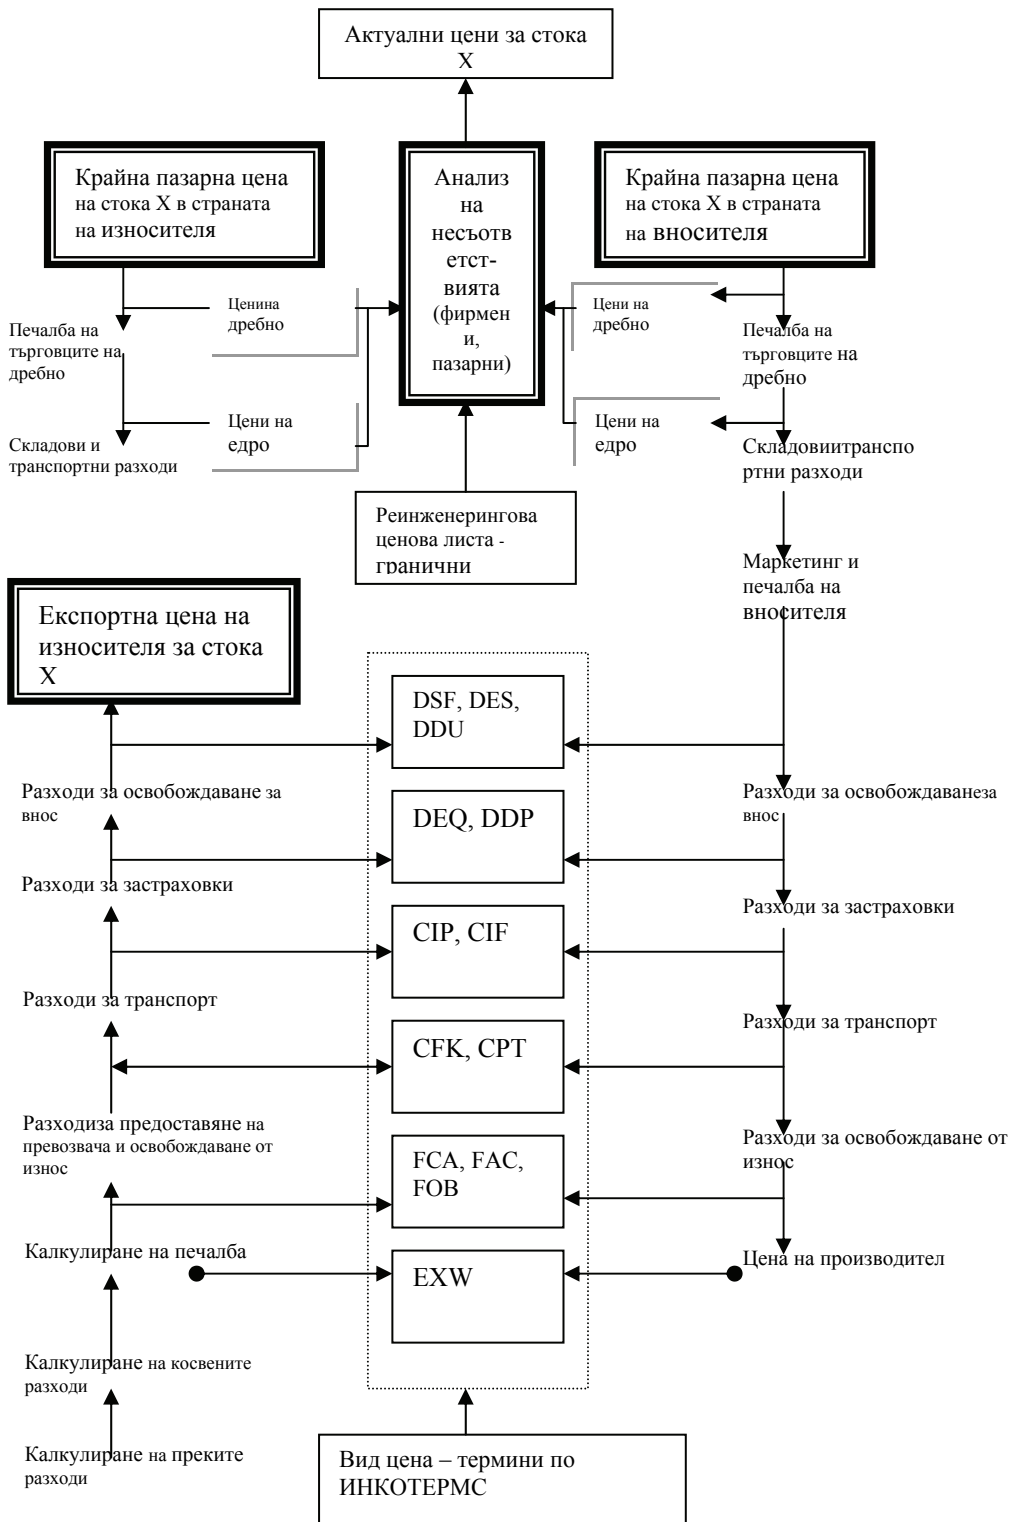 Актуални цени за стока
X
Крайна пазарна цена
на стока X в страната
на износителя
Анализ
на
несъотв
етст-
вията
(фирмен
и,
пазарни)
Крайна пазарна цена
на стока X в страната
на вносителя
Ценина
дребно
Цени на
дребно
Печалба на
търговците на
дребно
Печалба на
търговците на
дребно
Цени на
едро
Цени на
едро
Складови и
транспортни разходи
Складовиитранспо
ртни разходи
Реинженерингова
ценова листа -
гранични
Маркетинг и
печалба на
вносителя
Експортна цена на
износителя за стока
X
DSF, DES,
DDU
Разходи за освобождаване за
внос
DEQ, DDP
Разходи за освобождаванеза
внос
Разходи за застраховки
Разходи за застраховки
CIP, CIF
Разходи за транспорт
Разходи за транспорт
CFK, CPT
Разходиза предоставяне на
превозвача и освобождаване от
износ
Разходи за освобождаване от
износ
FCA, FAC,
FOB
Калкулиране на печалба
Цена на производител
EXW
Калкулиране на косвените
разходи
Калкулиране на преките
разходи
Вид цена – термини по
ИНКОТЕРМС